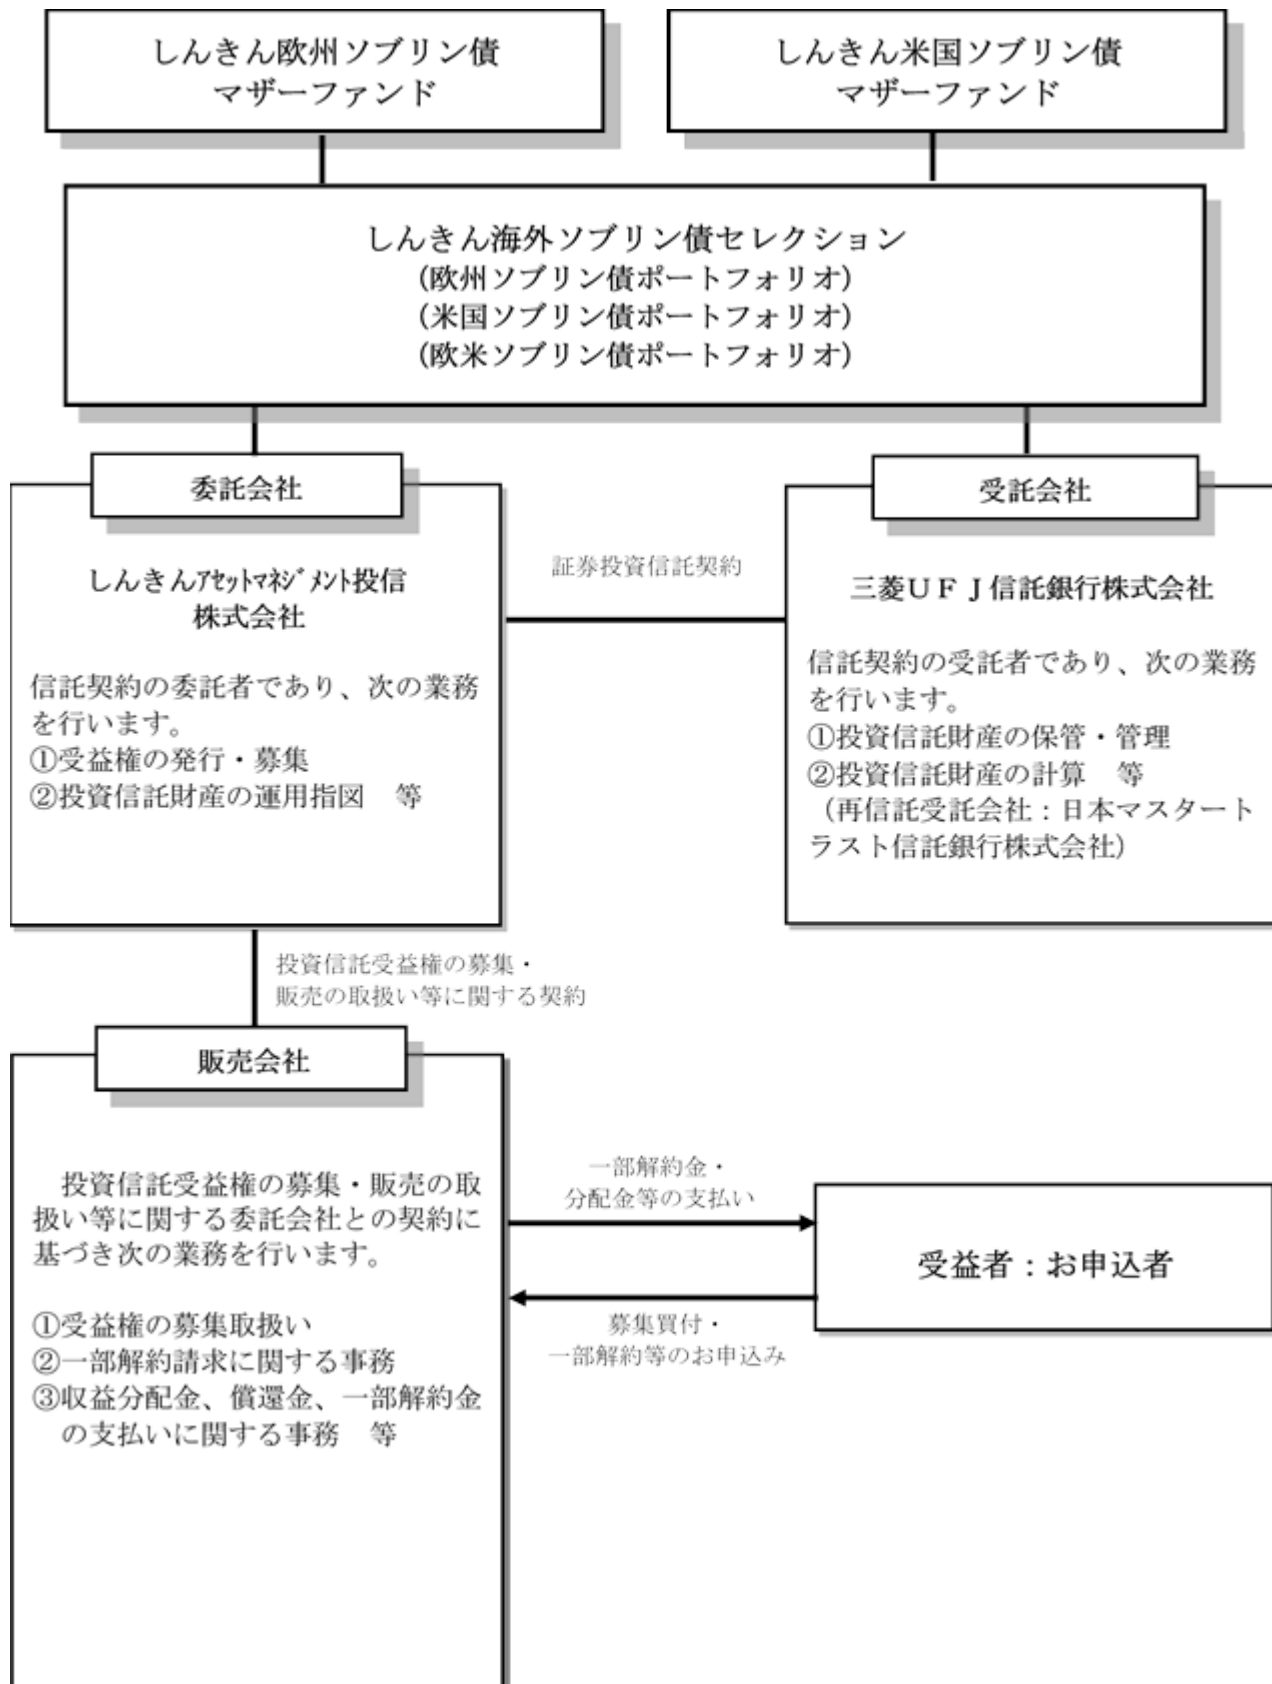 しんきん欧州ソブリン債
マザーファンド
しんきん米国ソブリン債
マザーファンド
しんきん海外ソブリン債セレクション
（欧州ソブリン債ポートフォリオ）
（米国ソブリン債ポートフォリオ）
（欧米ソブリン債ポートフォリオ）
委託会社
しんきんｱｾｯﾄﾏﾈｼﾞﾒﾝﾄ投信
株式会社
信託契約の委託者であり、次の業務
を行います。
①受益権の発行・募集
②投資信託財産の運用指図　等
証券投資信託契約
受託会社
三菱ＵＦＪ信託銀行株式会社
信託契約の受託者であり、次の業務
を行います。
①投資信託財産の保管・管理
②投資信託財産の計算　等
（再信託受託会社：日本マスタート
ラスト信託銀行株式会社）
投資信託受益権の募集・
販売の取扱い等に関する契約
販売会社
投資信託受益権の募集・販売の取
扱い等に関する委託会社との契約に
基づき次の業務を行います。
①受益権の募集取扱い
②一部解約請求に関する事務
③収益分配金、償還金、一部解約金
の支払いに関する事務　等
一部解約金・
分配金等の支払い
募集買付・
一部解約等のお申込み
受益者：お申込者